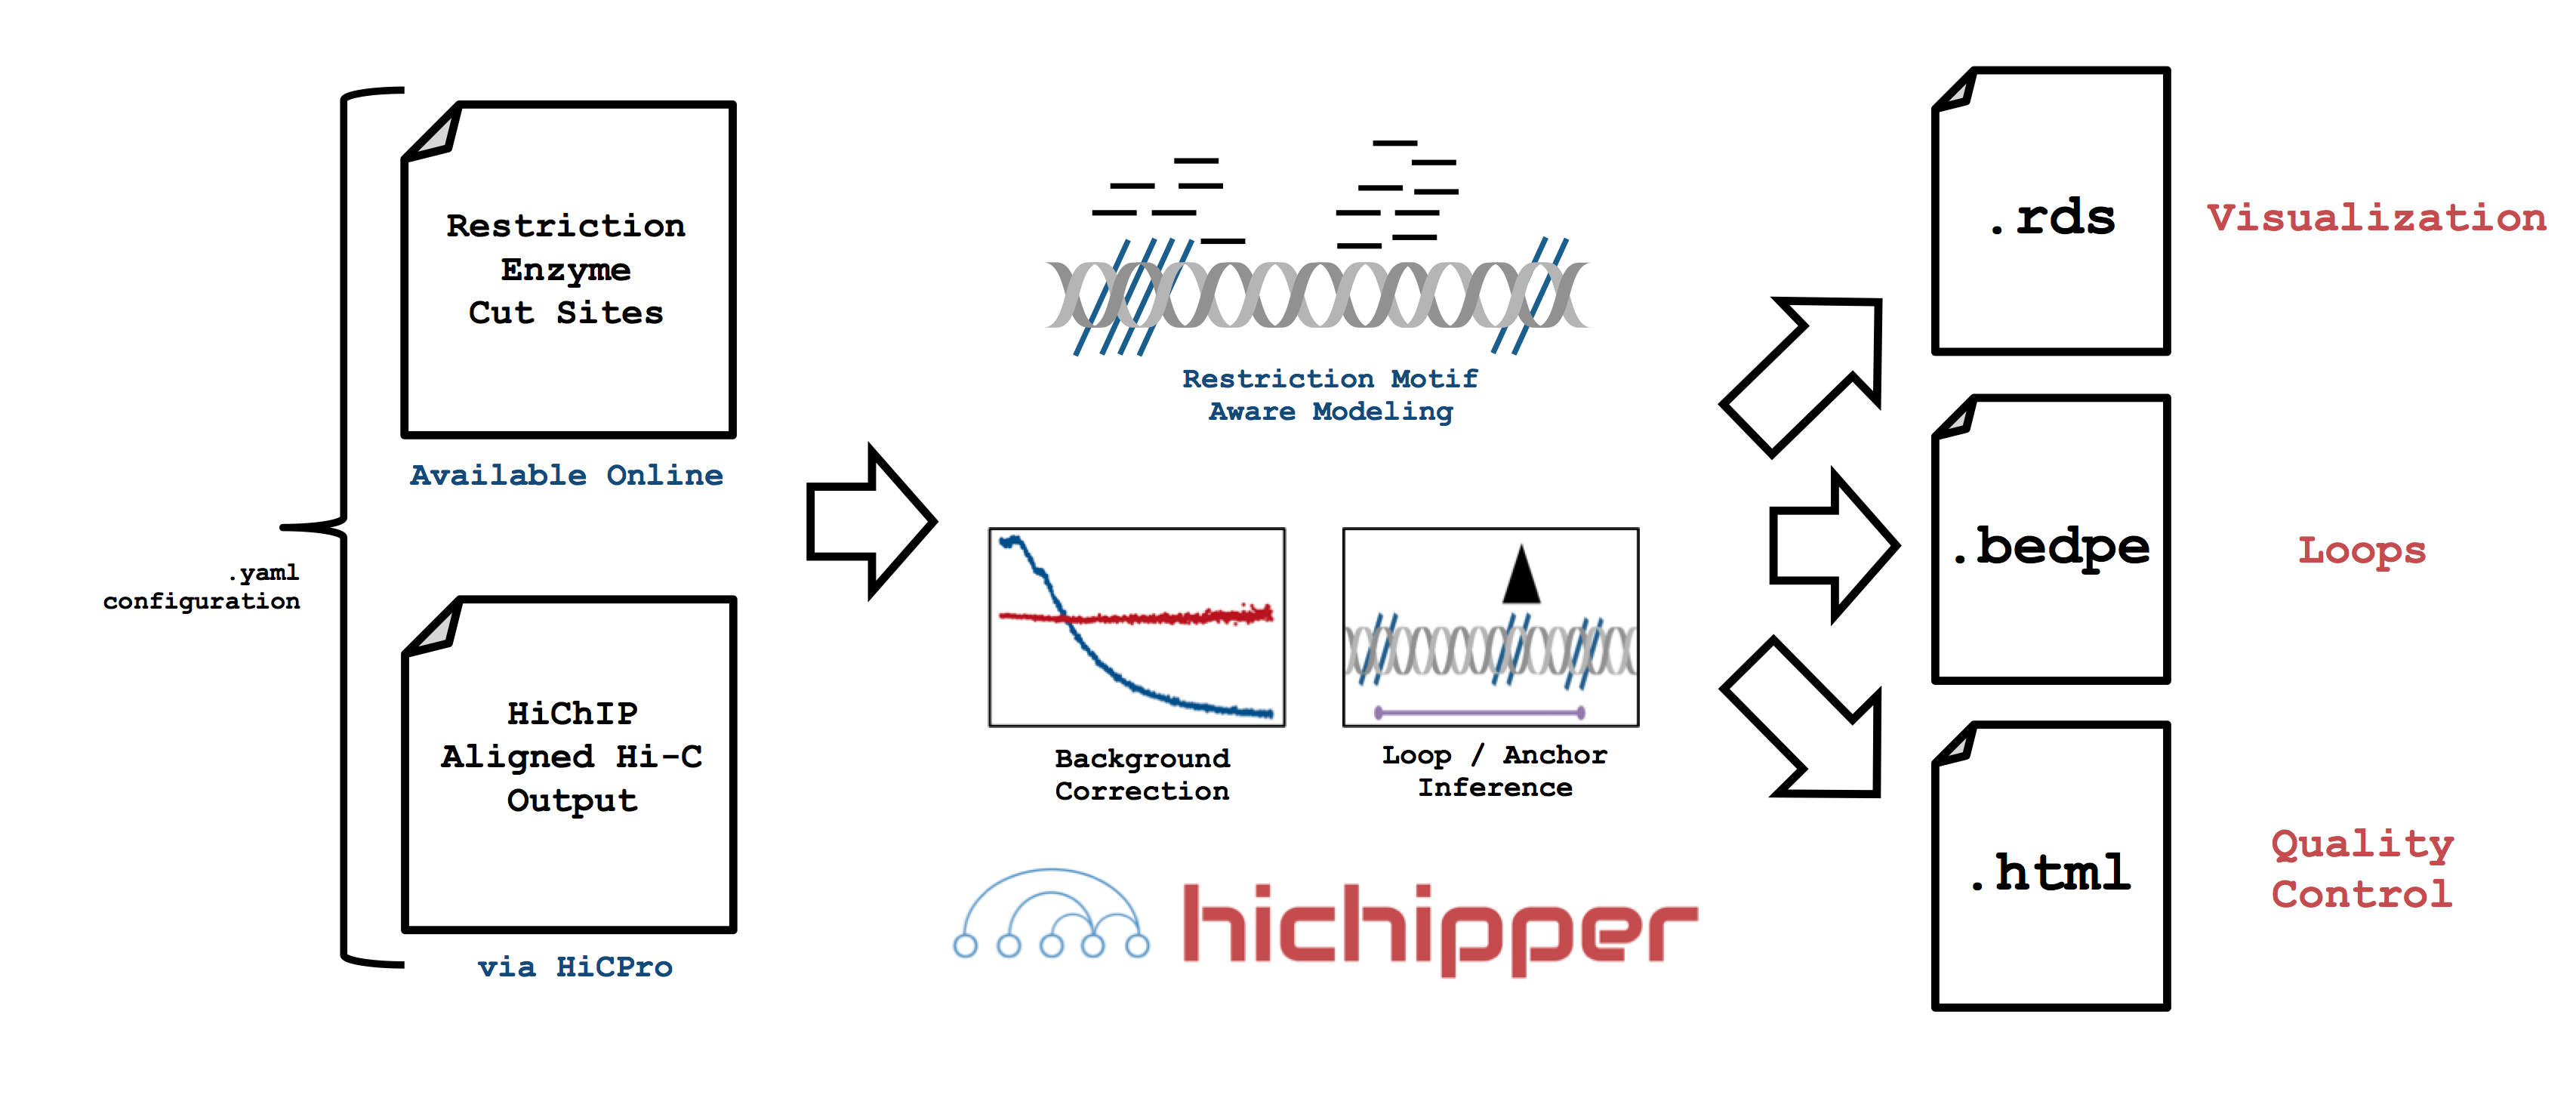 .yaml
configuration
Restriction
Enzyme
Cut Sites
Available Online
HiChIP
Aligned Hi-C
Output
via HiCPro
Restriction Motif
Aware Modeling
Background
Correction
Loop / Anchor
Inference
hichipper
.rds
Visualization
.bedpe
Loops
.html
Quality
Control